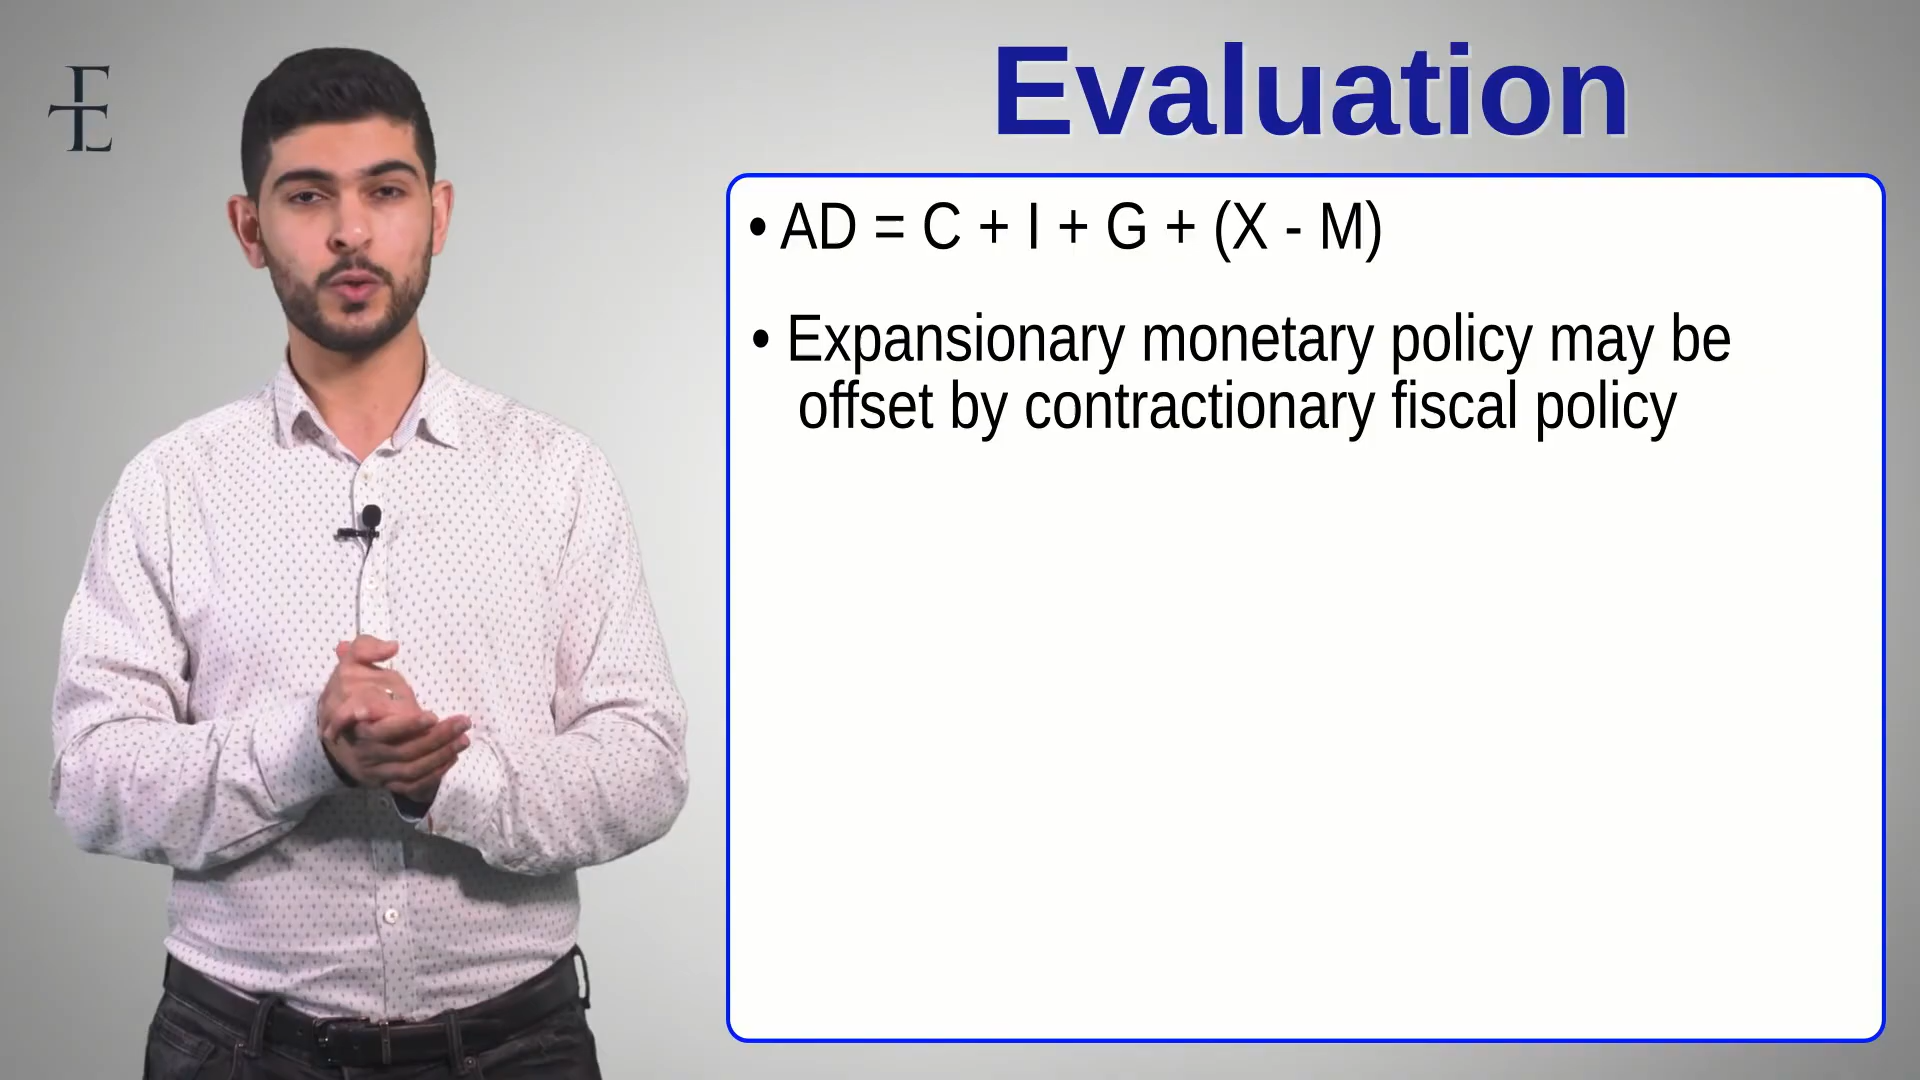 Evaluation
• AD = C + I + G + (X - M)
• Expansionary monetary policy may be
offset by contractionary fiscal policy